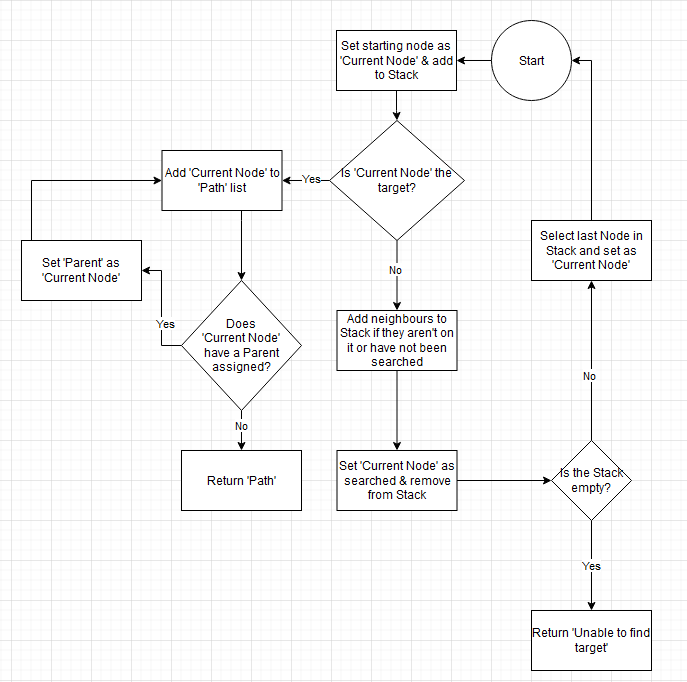 Set starting node as
'Current Node' & add
to Stack
Start
Add 'Current Node' to
'Path' list
Yes
Is 'Current Node' the
target?
Set 'Parent' as
'Current Node'
Select last Node in
Stack and set as
'Current Node'
No
Yes
Does
'Current Node'
have a Parent
assigned?
Add neighbours to
Stack if they aren't on
it or have not been
searched
No
No
Return 'Path'
Set 'Current Node' as
searched & remove
from Stack
Is the Stack
empty?
Yes
Return 'Unable to find
target'